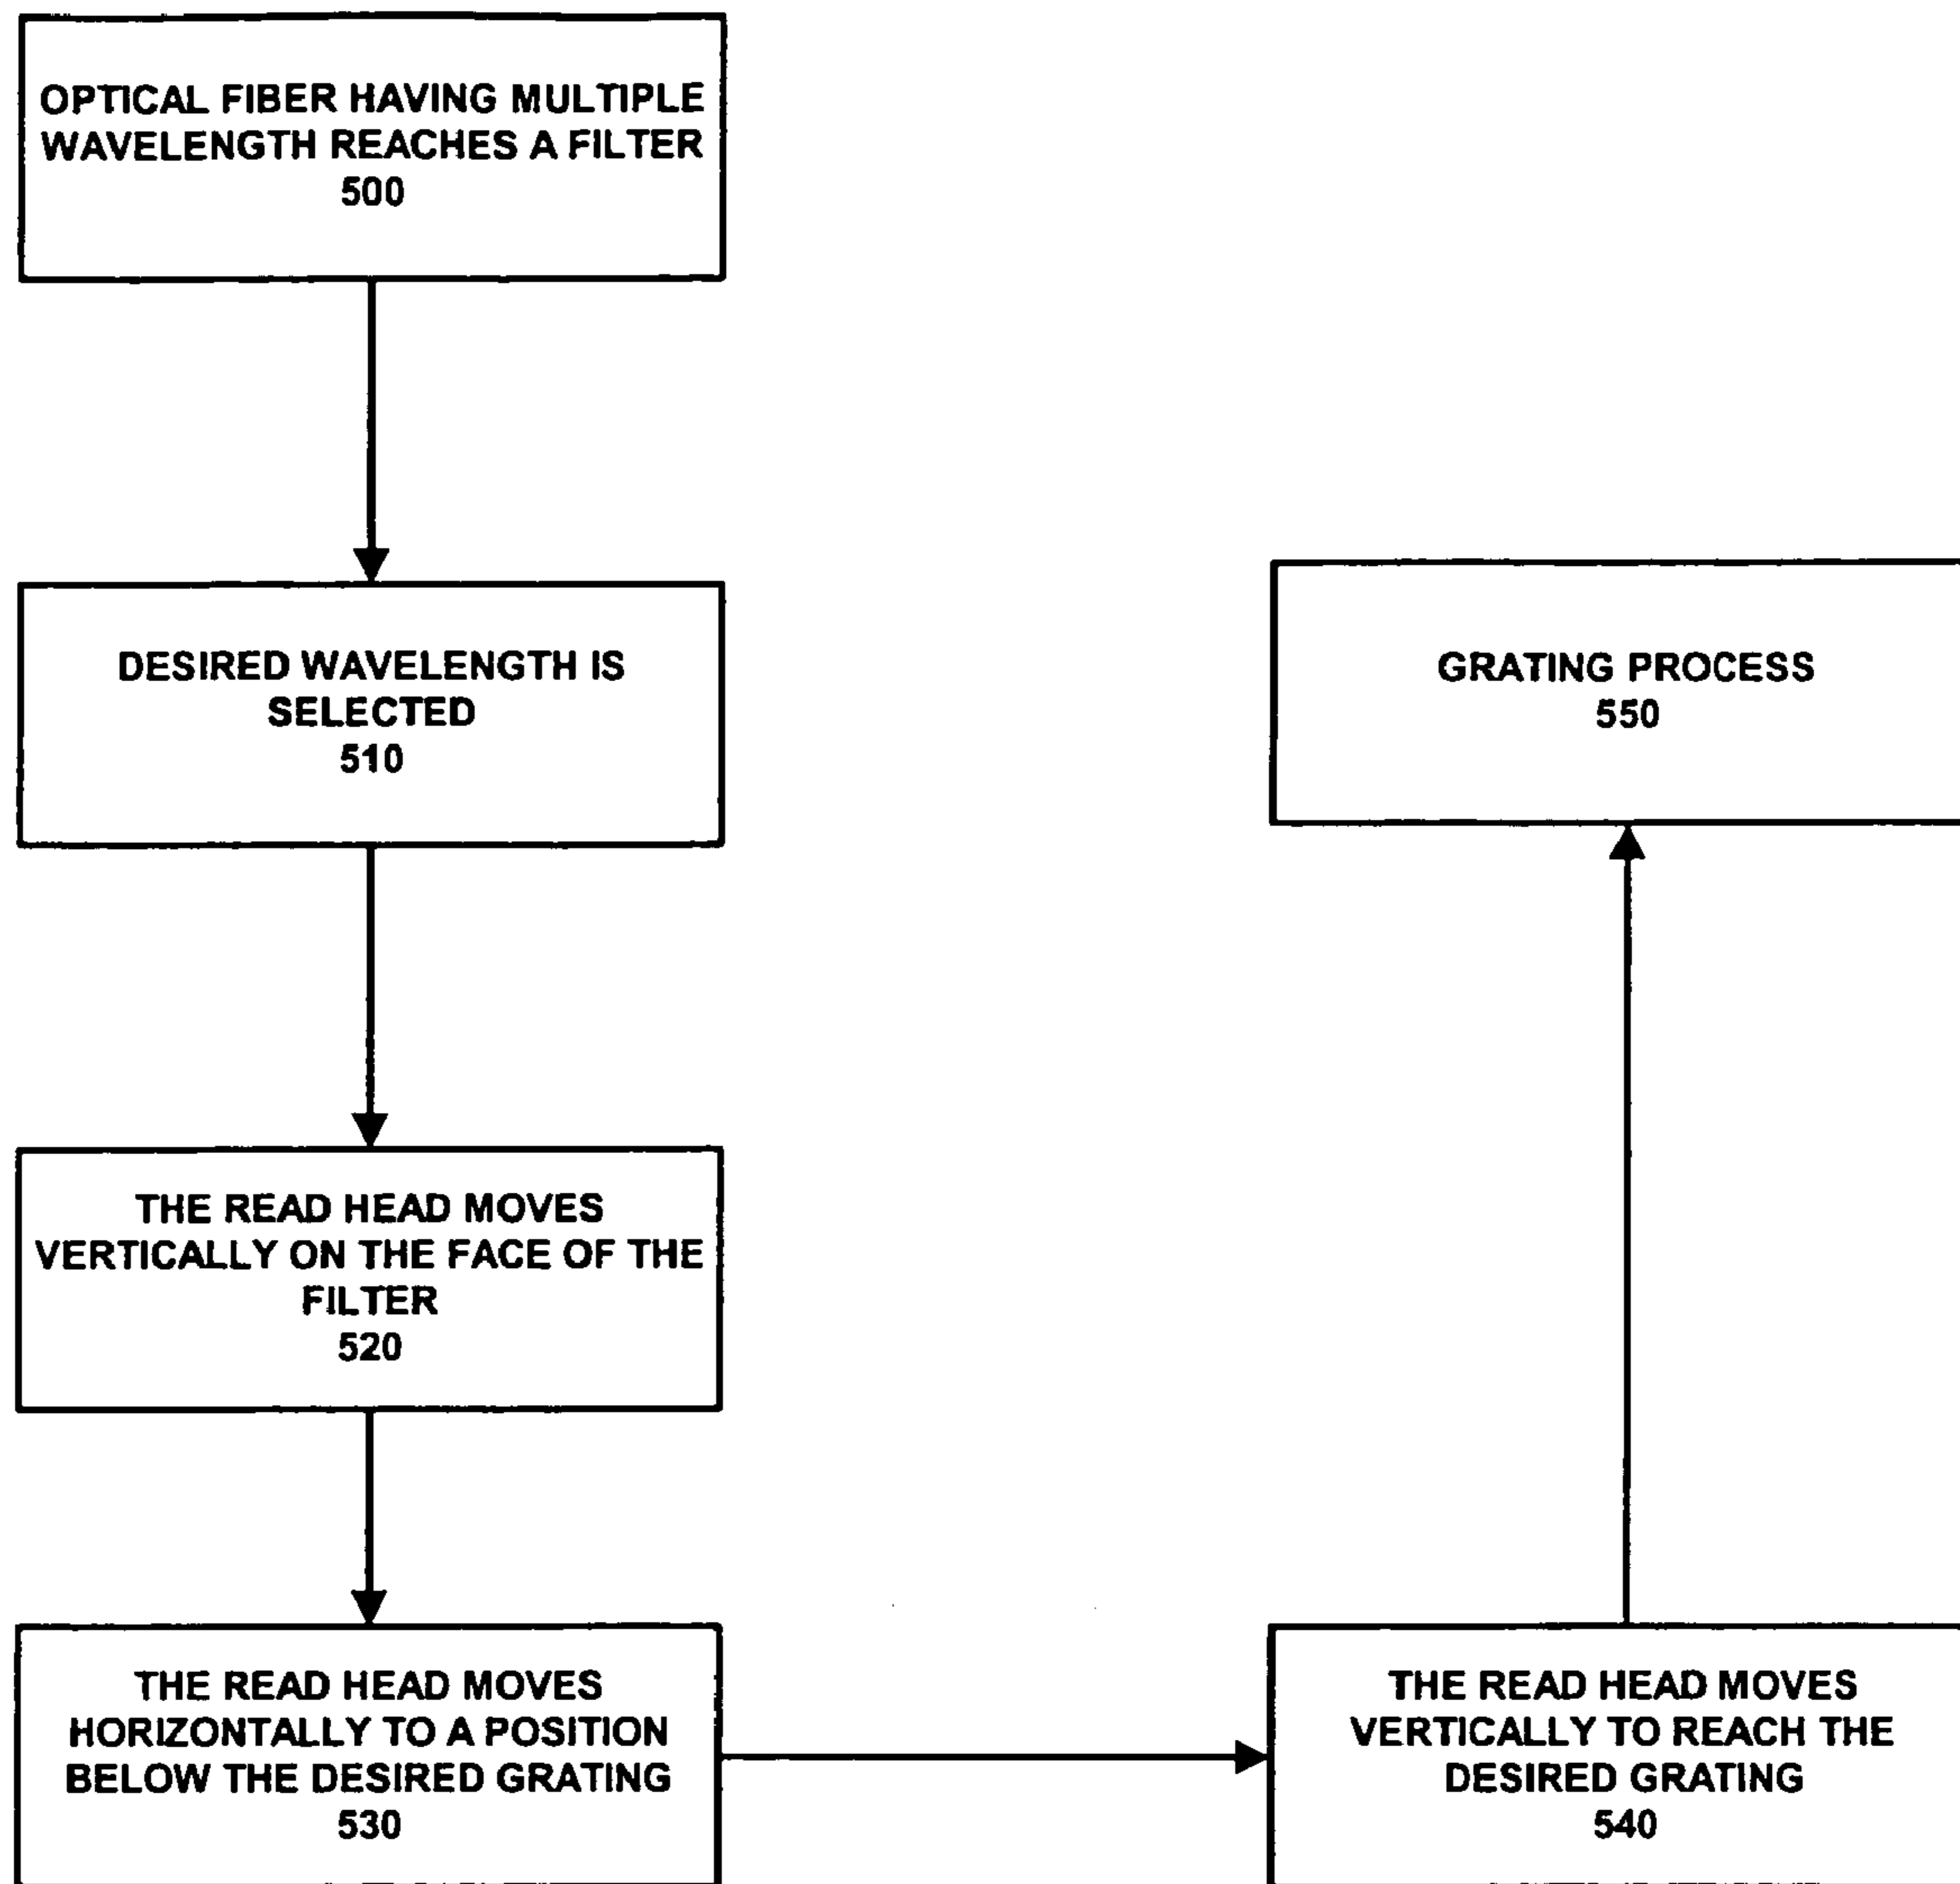 OPTICAL FIBER HAVING MULTIPLE
WAVELENGTH REACHES A FILTER
500
DESIRED WAVELENGTH IS
SELECTED
510
THE READ HEAD MOVES
VERTICALLY ON THE FACE OF THE
FILTER
520
THE READ HEAD MOVES
HORIZONTALLY TO A POSITION
BELOW THE DESIRED GRATING
530
THE READ HEAD MOVES
VERTICALLY TO REACH THE
DESIRED GRATING
540
GRATING PROCESS
550